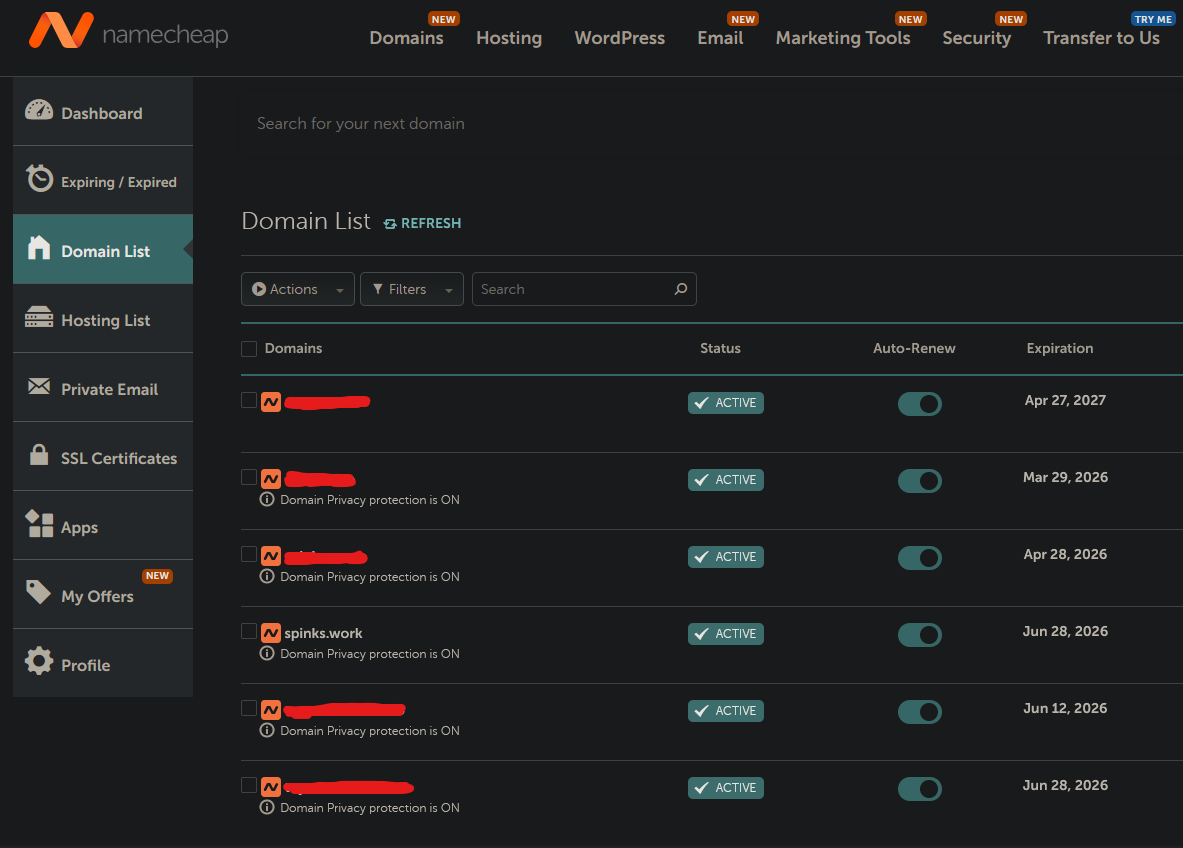 namecheap
NEW NEW NEW NEW TRY ME
Domains Hosting WordPress Email Marketing Tools Security Transfer to Us
Dashboard
Expiring / Expired
Domain List
Hosting List
Private Email
SSL Certificates
Apps
NEW
My Offers
Profile
Search for your next domain
Domain List REFRESH
Actions Filters Search
Domains Status Auto-Renew Expiration
ACTIVE Apr 27, 2027
ACTIVE Mar 29, 2026
Domain Privacy protection is ON
ACTIVE Apr 28, 2026
Domain Privacy protection is ON
spinks.work ACTIVE Jun 28, 2026
Domain Privacy protection is ON
ACTIVE Jun 12, 2026
Domain Privacy protection is ON
ACTIVE Jun 28, 2026
Domain Privacy protection is ON